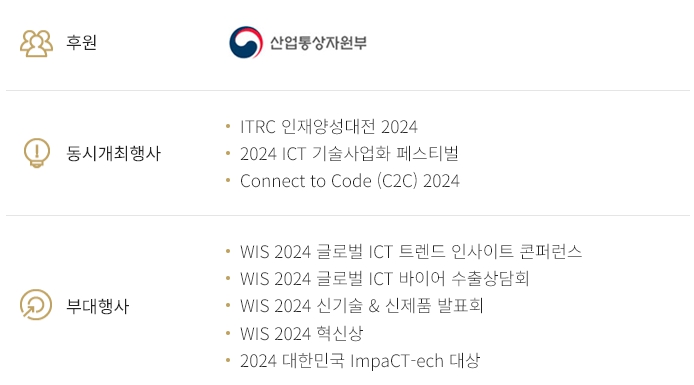 후원
산업통상자원부
동시개최행사
• ITRC 인재양성대전 2024
• 2024 ICT 기술사업화 페스티벌
• Connect to Code (C2C) 2024
부대행사
• WIS 2024 글로벌 ICT 트렌드 인사이트 콘퍼런스
• WIS 2024 글로벌 ICT 바이어 수출상담회
• WIS 2024 신기술 & 신제품 발표회
• WIS 2024 혁신상
• 2024 대한민국 ImpaCT-ech 대상